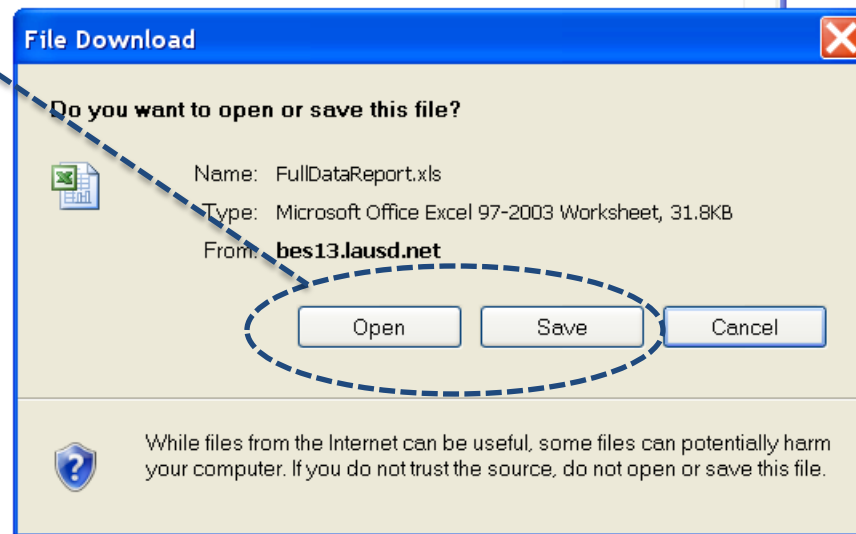 File Download
Do you want to open or save this file?
Name: FullDataReport.xls
Type: Microsoft Office Excel 97-2003 Worksheet, 31.8KB
From: bes13.lausd.net
Open Save Cancel
While files from the Internet can be useful, some files can potentially harm
your computer. If you do not trust the source, do not open or save this file.